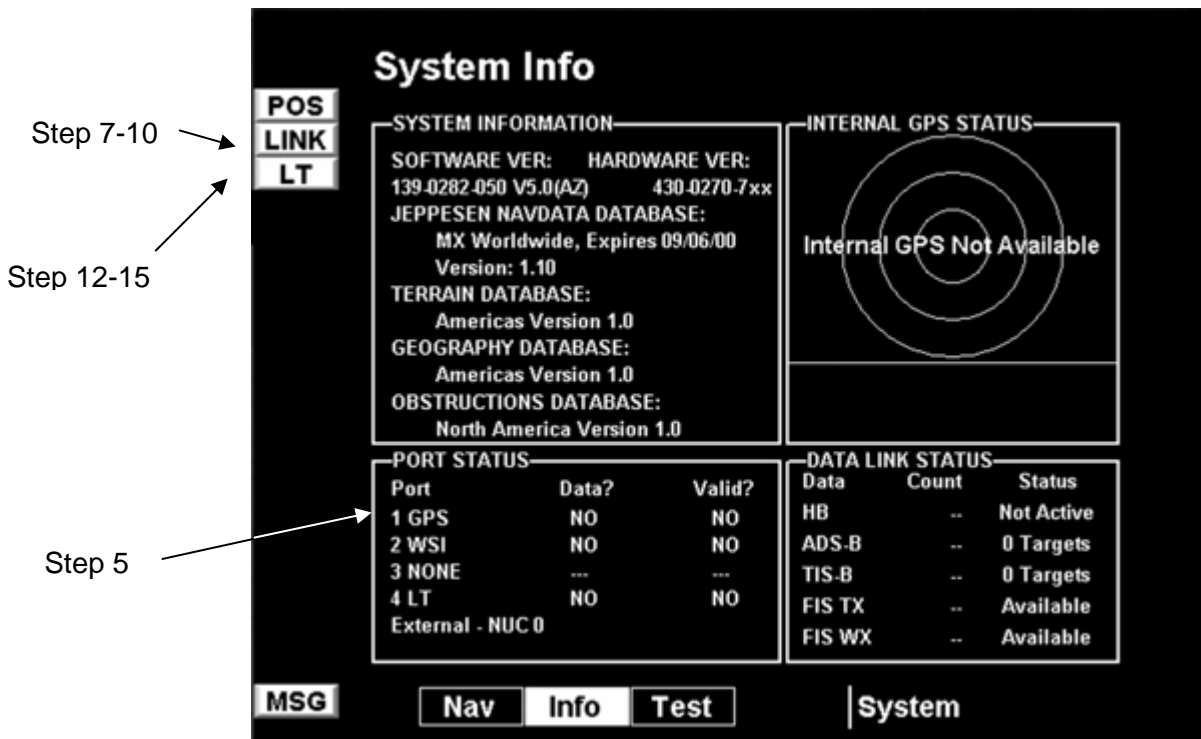 System Info
POS
LINK
LT
Step 7-10
Step 12-15
Step 5
SYSTEM INFORMATION
SOFTWARE VER: HARDWARE VER:
139-0282-050 V5.0(AZ) 430-0270-7xx
JEPPESEN NAVDATA DATABASE:
MX Worldwide, Expires 09/06/00
Version: 1.10
TERRAIN DATABASE:
Americas Version 1.0
GEOGRAPHY DATABASE:
Americas Version 1.0
OBSTRUCTIONS DATABASE:
North America Version 1.0
INTERNAL GPS STATUS
Internal GPS Not Available
PORT STATUS
Port Data? Valid?
1 GPS NO NO
2 WSI NO NO
3 NONE --- ---
4 LT NO NO
External - NUC 0
DATA LINK STATUS
Data Count Status
HB -- Not Active
ADS-B -- 0 Targets
TIS-B -- 0 Targets
FIS TX -- Available
FIS WX -- Available
MSG
Nav Info Test
System